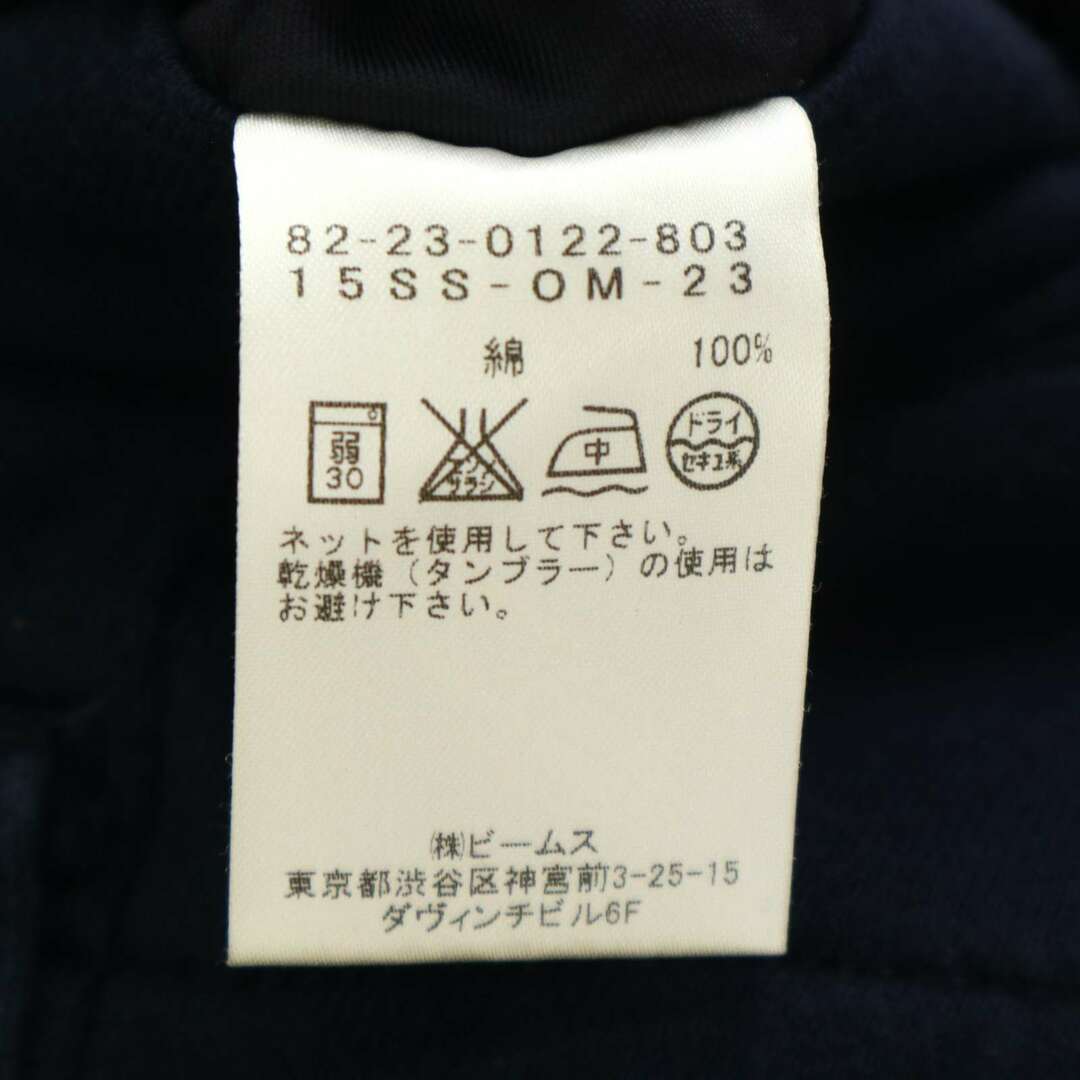 82-23-0122-803
15SS-OM-23
綿 100%
弱 30 エンソサラシ 中 ドライ セキユ系
ネットを使用して下さい。
乾燥機(タンブラー)の使用は
お避け下さい。
㈱ビームス
東京都渋谷区神宮前3-25-15
ダヴィンチビル6F